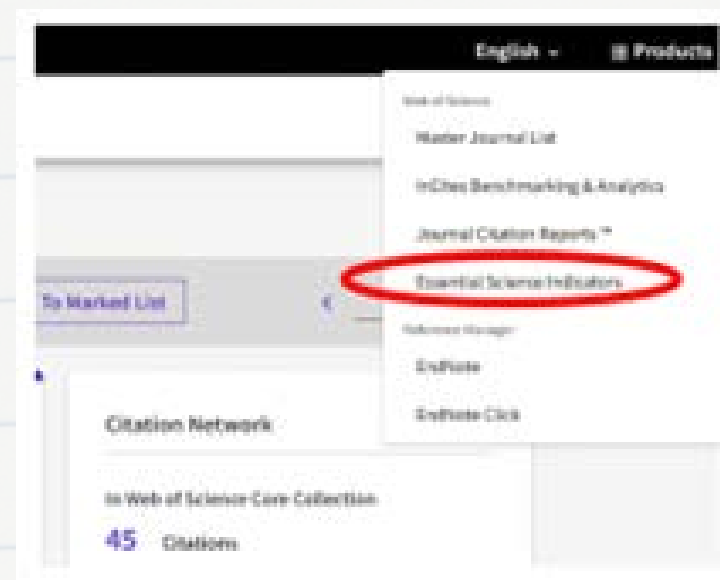 English
Products
Web of Science
Master Journal List
InCites Benchmarking & Analytics
Journal Citation Reports ™
Essential Science Indicators
To Marked List
Reference Manager
EndNote
EndNote Click
Citation Network
In Web of Science Core Collection
45 Citations